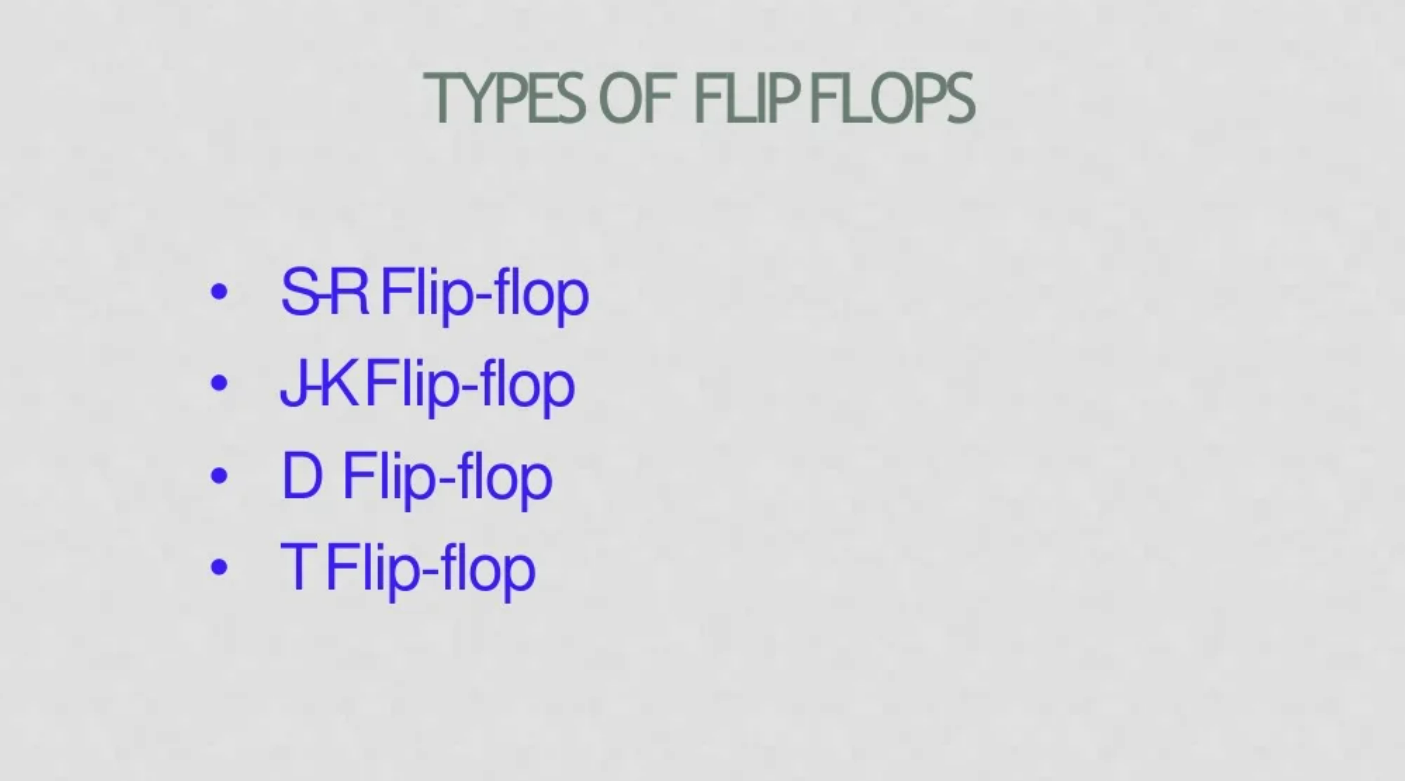 TYPES OF FLIP FLOPS
• S-R Flip-flop
• J-K Flip-flop
• D Flip-flop
• T Flip-flop